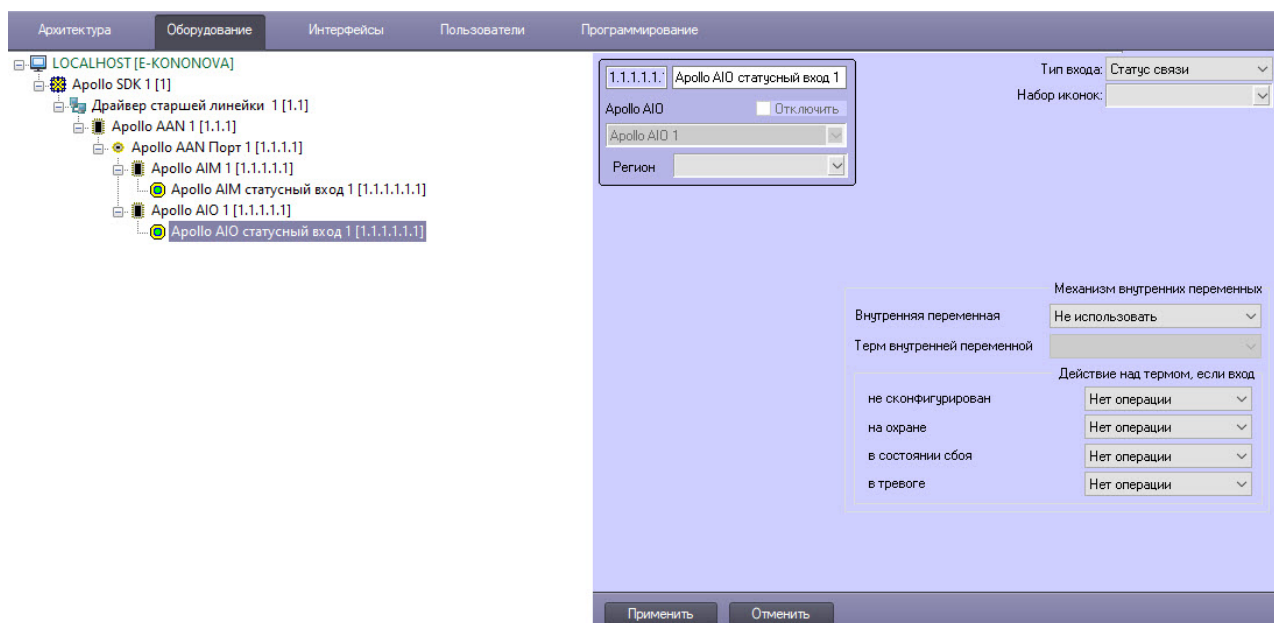 Архитектура Оборудование Интерфейсы Пользователи Программирование
LOCALHOST [E-KONONOVA]
Apollo SDK 1 [1]
Драйвер старшей линейки 1 [1.1]
Apollo AAN 1 [1.1.1]
Apollo AAN Порт 1 [1.1.1.1]
Apollo AIM 1 [1.1.1.1.1]
Apollo AIM статусный вход 1 [1.1.1.1.1.1]
Apollo AIO 1 [1.1.1.1.1]
Apollo AIO статусный вход 1 [1.1.1.1.1.1]
1.1.1.1.1. Apollo AIO статусный вход 1
Apollo AIO Отключить
Apollo AIO 1
Регион
Тип входа: Статус связи
Набор иконок:
Механизм внутренних переменных
Внутренняя переменная Не использовать
Терм внутренней переменной
Действие над термом, если вход
не сконфигурирован Нет операции
на охране Нет операции
в состоянии сбоя Нет операции
в тревоге Нет операции
Применить Отменить